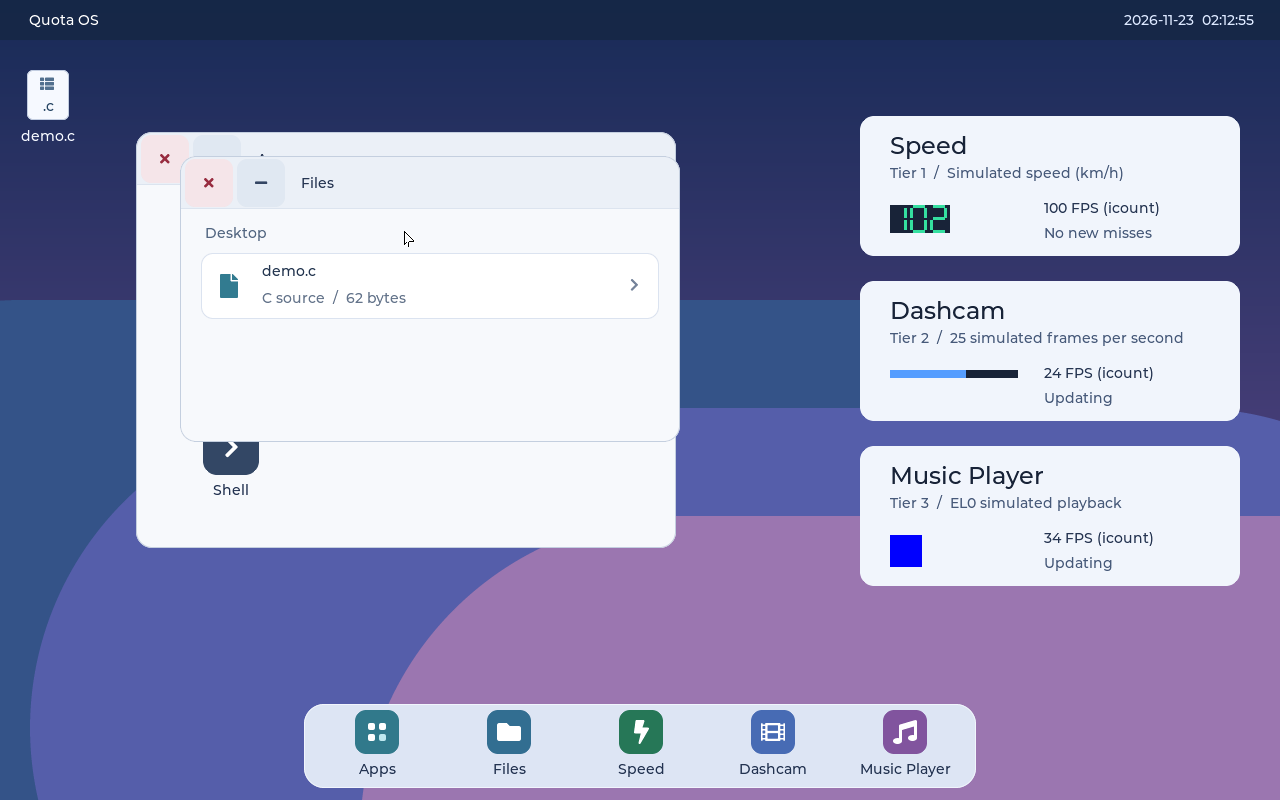 Quota OS
2026-11-23 02:12:55
.c
demo.c
Files
Desktop
demo.c
C source / 62 bytes
Shell
Speed
Tier 1 / Simulated speed (km/h)
102
100 FPS (icount)
No new misses
Dashcam
Tier 2 / 25 simulated frames per second
24 FPS (icount)
Updating
Music Player
Tier 3 / EL0 simulated playback
34 FPS (icount)
Updating
Apps
Files
Speed
Dashcam
Music Player